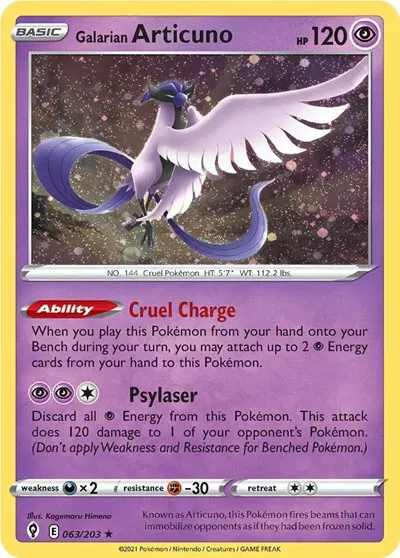 BASIC
Galarian Articuno HP 120
NO. 144 Cruel Pokémon HT: 5'7" WT: 112.2 lbs.
Ability Cruel Charge
When you play this Pokémon from your hand onto your
Bench during your turn, you may attach up to 2 Energy
cards from your hand to this Pokémon.
Psylaser
Discard all Energy from this Pokémon. This attack
does 120 damage to 1 of your opponent's Pokémon.
(Don't apply Weakness and Resistance for Benched Pokémon.)
weakness ×2 resistance -30 retreat
Illus. Kagemaru Himeno
E 063/203 ★
Known as Articuno, this Pokémon fires beams that can
immobilize opponents as if they had been frozen solid.
©2021 Pokémon / Nintendo / Creatures / GAME FREAK